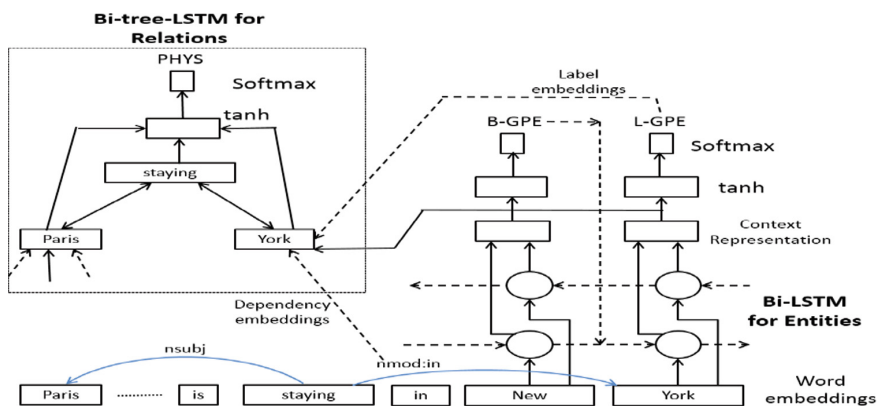 Bi-tree-LSTM for
Relations
PHYS
Softmax
tanh
staying
Paris
York
Label
embeddings
B-GPE
L-GPE
Softmax
tanh
Context
Representation
Dependency
embeddings
Bi-LSTM
for Entities
nsubj
nmod:in
Paris
is
staying
in
New
York
Word
embeddings